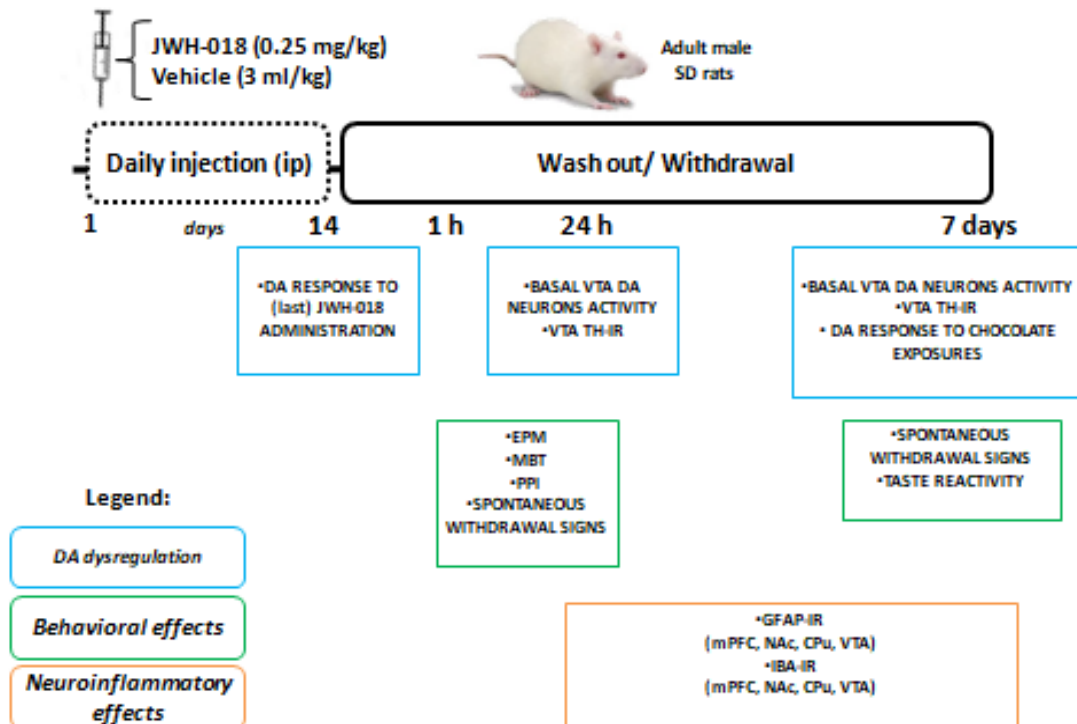 JWH-018 (0.25 mg/kg)
Vehicle (3 ml/kg)
Adult male
SD rats
Daily injection (ip)
Wash out/ Withdrawal
1 days 14 1 h 24 h 7 days
•DA RESPONSE TO
(last) JWH-018
ADMINISTRATION
•BASAL VTA DA
NEURONS ACTIVITY
•VTA TH-IR
•BASAL VTA DA NEURONS ACTIVITY
•VTA TH-IR
• DA RESPONSE TO CHOCOLATE
EXPOSURES
•EPM
•MBT
•PPI
•SPONTANEOUS
WITHDRAWAL SIGNS
•SPONTANEOUS
WITHDRAWAL SIGNS
•TASTE REACTIVITY
Legend:
DA dysregulation
Behavioral effects
Neuroinflammatory
effects
•GFAP-IR
(mPFC, NAc, CPu, VTA)
•IBA-IR
(mPFC, NAc, CPu, VTA)